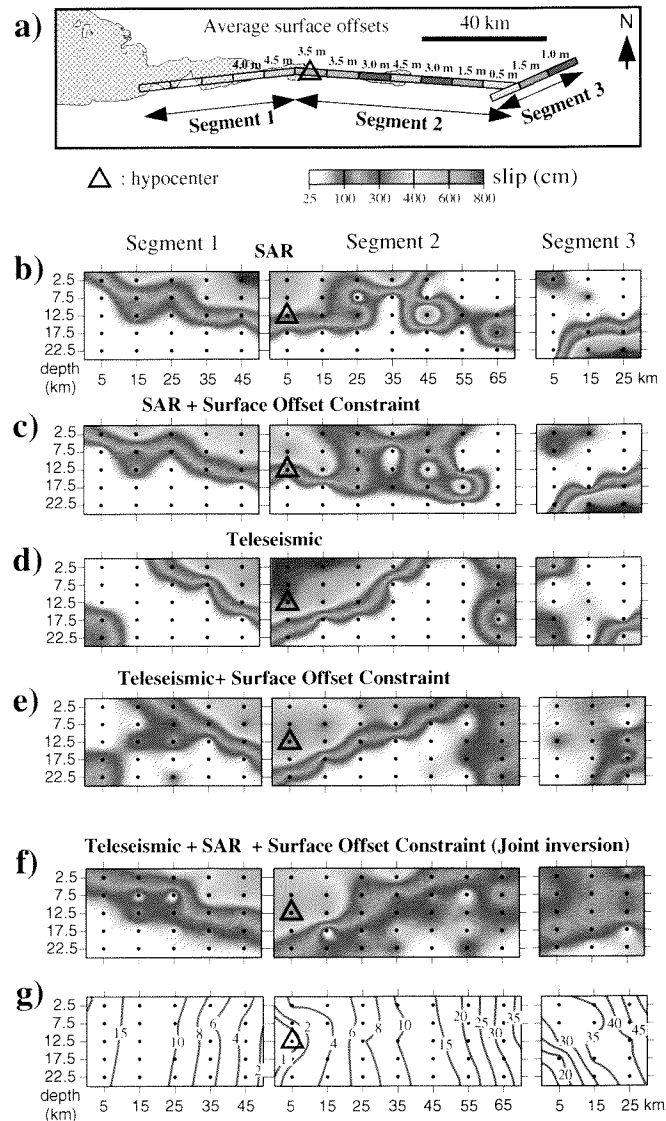 a)
Average surface offsets
40 km
N
4.0 m 4.5 m 3.5 m 3.5 m 3.0 m 4.5 m 3.0 m 1.5 m 0.5 m 1.5 m 1.0 m
Segment 1
Segment 2
Segment 3
: hypocenter
slip (cm)
25 100 300 400 600 800
Segment 1 Segment 2 Segment 3
SAR
b)
2.5
7.5
12.5
17.5
22.5
depth
(km)
5 15 25 35 45 5 15 25 35 45 55 65 km 5 15 25 km
SAR + Surface Offset Constraint
c)
2.5
7.5
12.5
17.5
22.5
Teleseismic
d)
2.5
7.5
12.5
17.5
22.5
Teleseismic+ Surface Offset Constraint
e)
2.5
7.5
12.5
17.5
22.5
Teleseismic + SAR + Surface Offset Constraint (Joint inversion)
f)
2.5
7.5
12.5
17.5
22.5
g)
2.5
7.5
12.5
17.5
22.5
15 10 8 6 4 2
2 1 4 6 8 10 15 20 25 30 35
20 30 35 40 45
depth
(km)
5 15 25 35 45 5 15 25 35 45 55 65 5 15 25 km